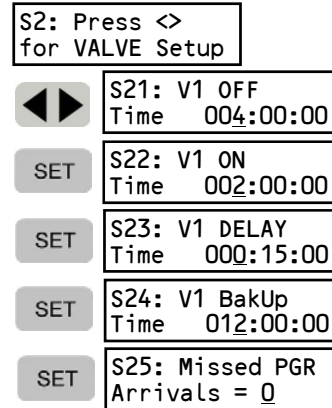 S2: Press <>
for VALVE Setup
S21: V1 OFF
Time 004:00:00
SET
S22: V1 ON
Time 002:00:00
SET
S23: V1 DELAY
Time 000:15:00
SET
S24: V1 BakUp
Time 012:00:00
SET
S25: Missed PGR
Arrivals = 0